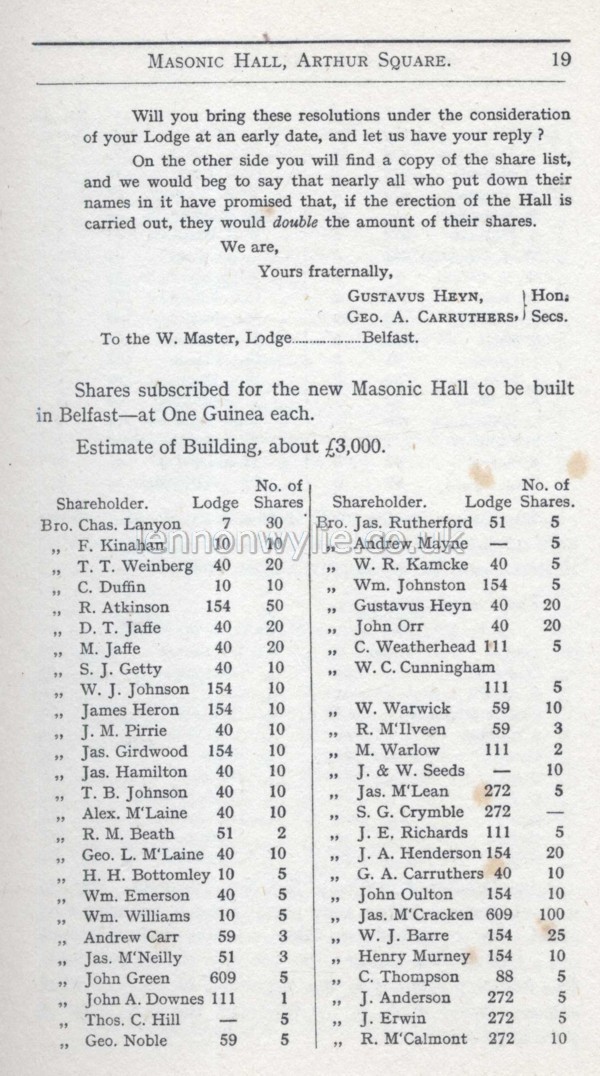 MASONIC HALL, ARTHUR SQUARE. 19
Will you bring these resolutions under the consideration
of your Lodge at an early date, and let us have your reply ?
On the other side you will find a copy of the share list,
and we would beg to say that nearly all who put down their
names in it have promised that, if the erection of the Hall is
carried out, they would double the amount of their shares.
We are,
Yours fraternally,
GUSTAVUS HEYN, } Hon.
GEO. A. CARRUTHERS, } Secs.
To the W. Master, Lodge....................Belfast.
Shares subscribed for the new Masonic Hall to be built
in Belfast—at One Guinea each.
Estimate of Building, about £3,000.
No. of
Shareholder. Lodge Shares
Bro. Chas. Lanyon 7 30
„ F. Kinahan 10 10
„ T. T. Weinberg 40 20
„ C. Duffin 10 10
„ R. Atkinson 154 50
„ D. T. Jaffe 40 20
„ M. Jaffe 40 20
„ S. J. Getty 40 10
„ W. J. Johnson 154 10
„ James Heron 154 10
„ J. M. Pirrie 40 10
„ Jas. Girdwood 154 10
„ Jas. Hamilton 40 10
„ T. B. Johnson 40 10
„ Alex. M'Laine 40 10
„ R. M. Beath 51 2
„ Geo. L. M'Laine 40 10
„ H. H. Bottomley 10 5
„ Wm. Emerson 40 5
„ Wm. Williams 10 5
„ Andrew Carr 59 3
„ Jas. M'Neilly 51 3
„ John Green 609 5
„ John A. Downes 111 1
„ Thos. C. Hill — 5
„ Geo. Noble 59 5
No. of
Shareholder. Lodge Shares.
Bro. Jas. Rutherford 51 5
„ Andrew Mayne — 5
„ W. R. Kamcke 40 5
„ Wm. Johnston 154 5
„ Gustavus Heyn 40 20
„ John Orr 40 20
„ C. Weatherhead 111 5
„ W. C. Cunningham
111 5
„ W. Warwick 59 10
„ R. M'Ilveen 59 3
„ M. Warlow 111 2
„ J. & W. Seeds — 10
„ Jas. M'Lean 272 5
„ S. G. Crymble 272 —
„ J. E. Richards 111 5
„ J. A. Henderson 154 20
„ G. A. Carruthers 40 10
„ John Oulton 154 10
„ Jas. M'Cracken 609 100
„ W. J. Barre 154 25
„ Henry Murney 154 10
„ C. Thompson 88 5
„ J. Anderson 272 5
„ J. Erwin 272 5
„ R. M'Calmont 272 10
lennonwylie.co.uk